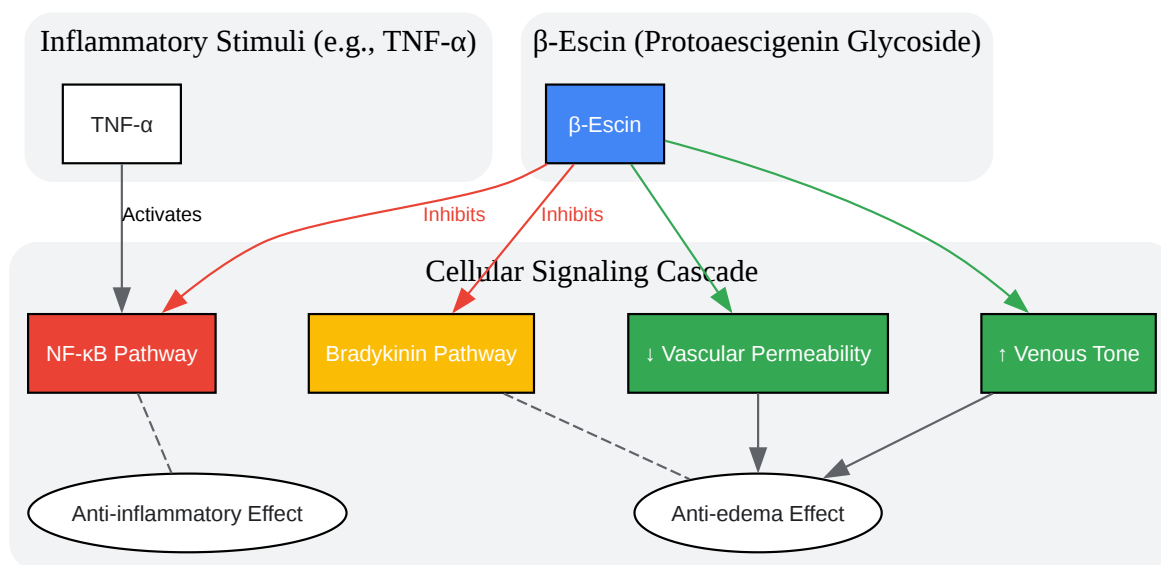 Inflammatory Stimuli (e.g., TNF-α)
β-Escin (Protoaescigenin Glycoside)
TNF-α
β-Escin
Activates
Inhibits
Inhibits
Cellular Signaling Cascade
NF-κB Pathway
Bradykinin Pathway
↓ Vascular Permeability
↑ Venous Tone
Anti-inflammatory Effect
Anti-edema Effect